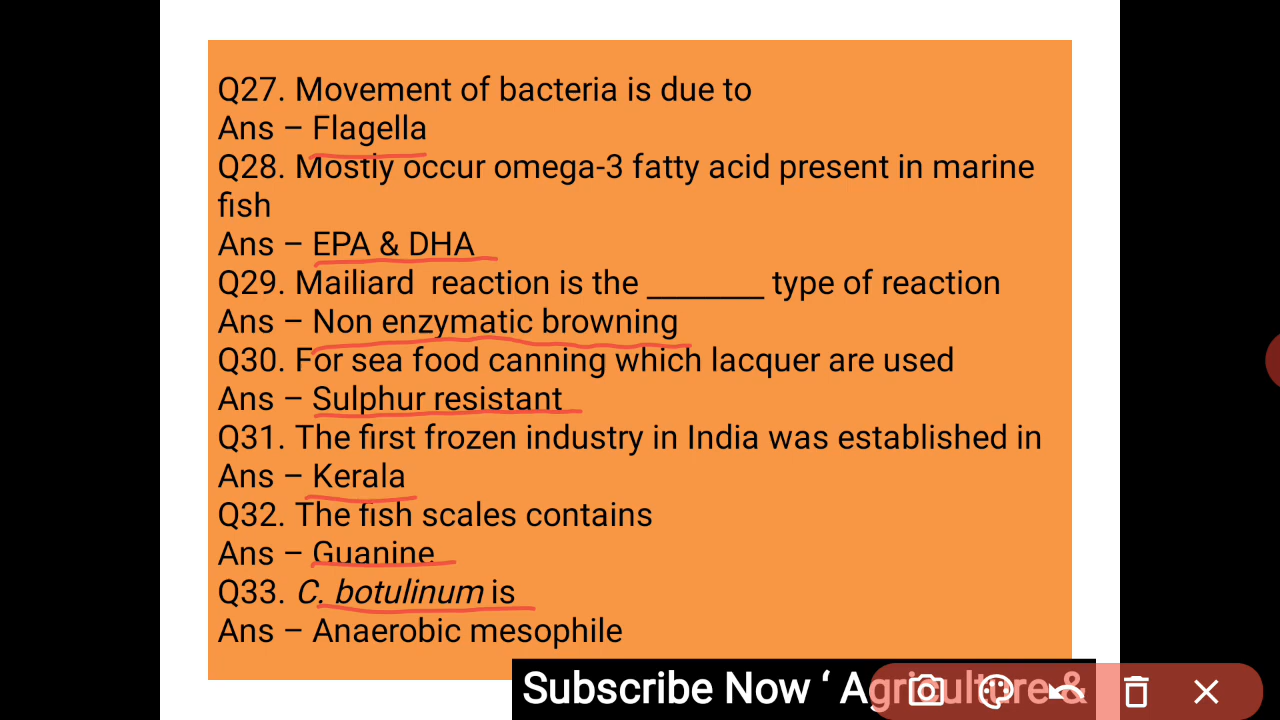 Q27. Movement of bacteria is due to
Ans – Flagella
Q28. Mostly occur omega-3 fatty acid present in marine
fish
Ans – EPA & DHA
Q29. Mailiard reaction is the _______ type of reaction
Ans – Non enzymatic browning
Q30. For sea food canning which lacquer are used
Ans – Sulphur resistant
Q31. The first frozen industry in India was established in
Ans – Kerala
Q32. The fish scales contains
Ans – Guanine
Q33. C. botulinum is
Ans – Anaerobic mesophile
Subscribe Now ‘ Agriculture &